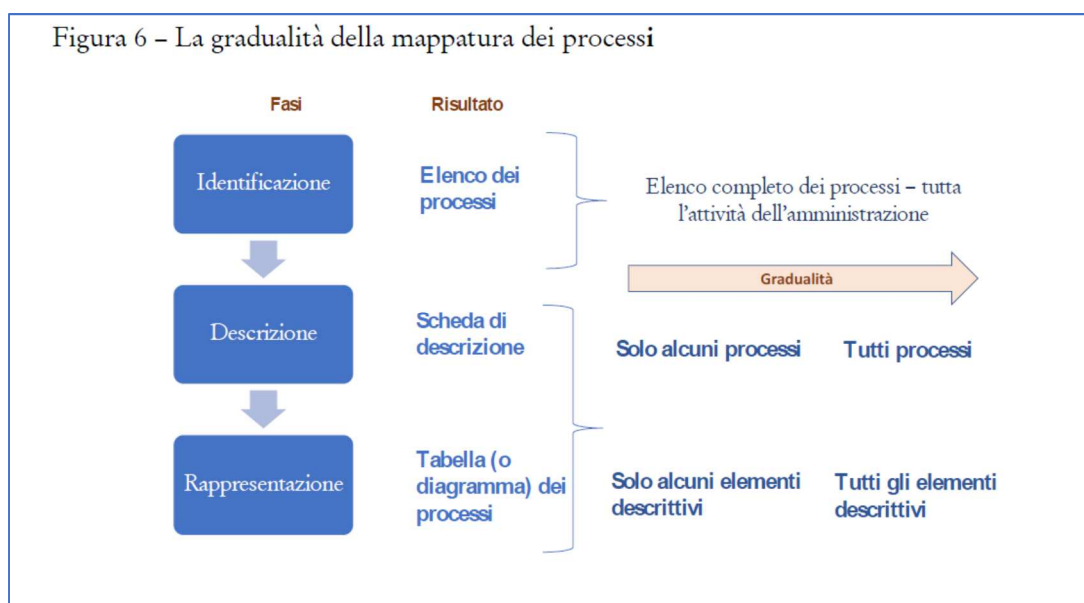 Figura 6 – La gradualità della mappatura dei processi
Fasi
Risultato
Identificazione
Elenco dei
processi
Elenco completo dei processi – tutta
l'attività dell'amministrazione
Gradualità
Descrizione
Scheda di
descrizione
Solo alcuni processi
Tutti processi
Rappresentazione
Tabella (o
diagramma) dei
processi
Solo alcuni elementi
descrittivi
Tutti gli elementi
descrittivi